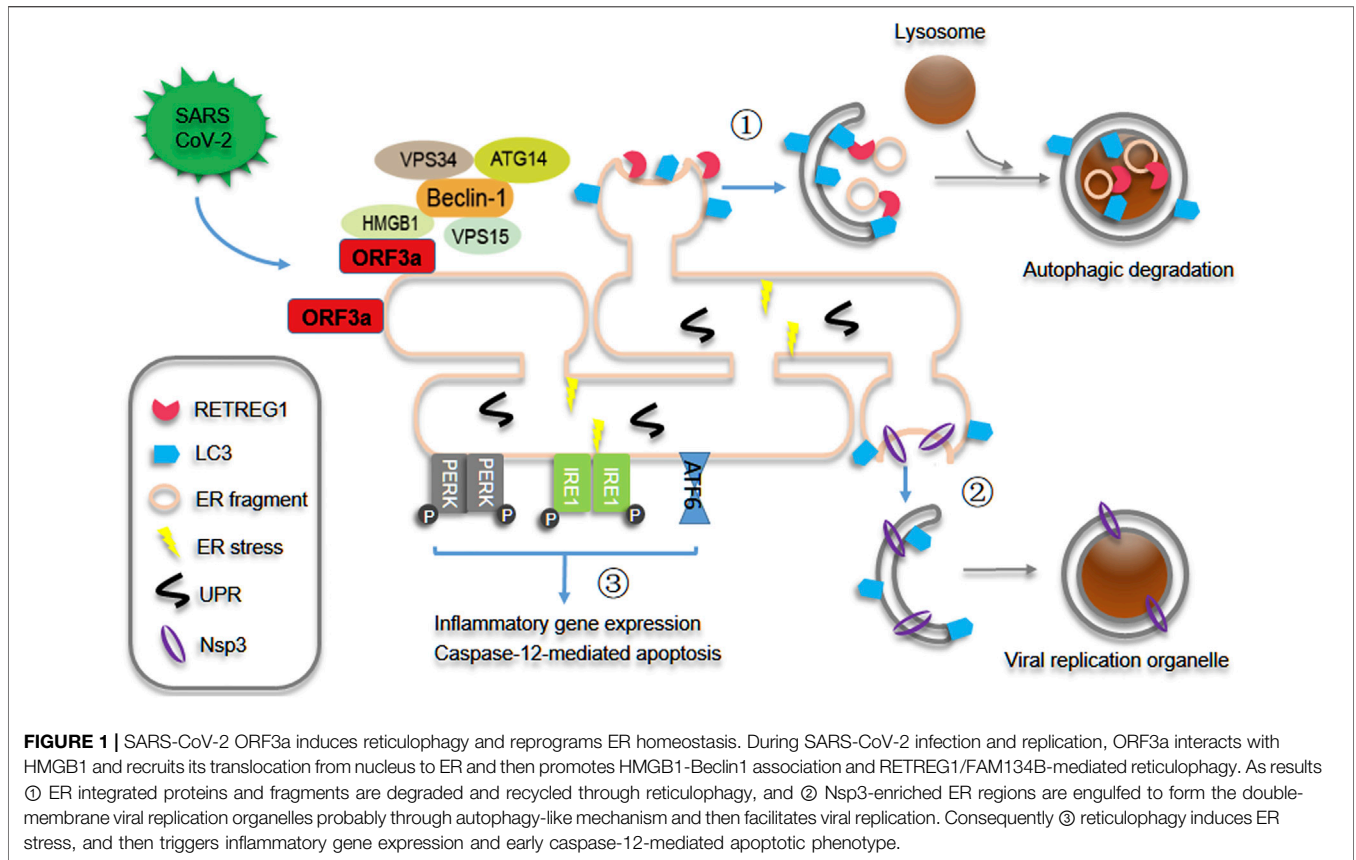 Lysosome
SARS
CoV-2
①
VPS34
ATG14
Beclin-1
HMGB1
VPS15
ORF3a
ORF3a
Autophagic degradation
RETREG1
LC3
ER fragment
ER stress
UPR
Nsp3
PERK
PERK
IRE1
IRE1
ATF6
P
P
P
P
②
③
Inflammatory gene expression
Caspase-12-mediated apoptosis
Viral replication organelle
FIGURE 1 | SARS-CoV-2 ORF3a induces reticulophagy and reprograms ER homeostasis. During SARS-CoV-2 infection and replication, ORF3a interacts with
HMGB1 and recruits its translocation from nucleus to ER and then promotes HMGB1-Beclin1 association and RETREG1/FAM134B-mediated reticulophagy. As results
① ER integrated proteins and fragments are degraded and recycled through reticulophagy, and ② Nsp3-enriched ER regions are engulfed to form the double-
membrane viral replication organelles probably through autophagy-like mechanism and then facilitates viral replication. Consequently ③ reticulophagy induces ER
stress, and then triggers inflammatory gene expression and early caspase-12-mediated apoptotic phenotype.